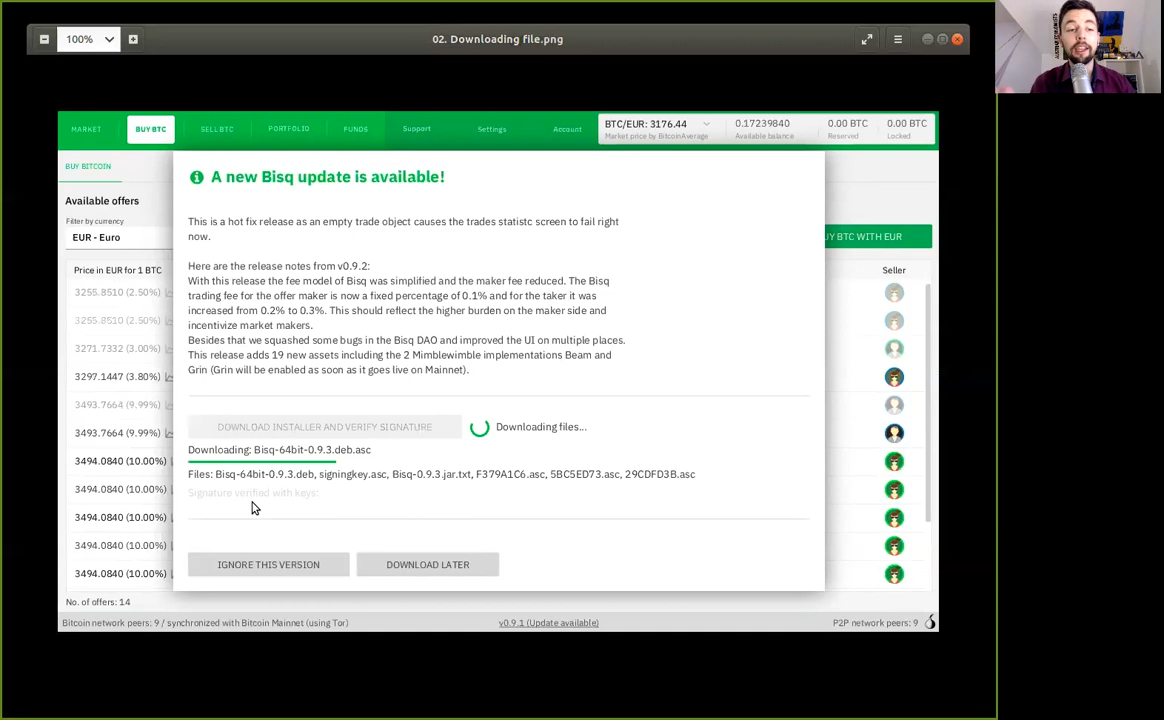 100%
02. Downloading file.png
MARKET
BUY BTC
SELL BTC
PORTFOLIO
FUNDS
Support
Settings
Account
BTC/EUR: 3176.44
Market price by BitcoinAverage
0.17239840
Available balance
0.00 BTC
Reserved
0.00 BTC
Locked
BUY BITCOIN
Available offers
Filter by currency
EUR - Euro
UY BTC WITH EUR
Price in EUR for 1 BTC
Seller
3255.8510 (2.50%)
3255.8510 (2.50%)
3271.7332 (3.00%)
3297.1447 (3.80%)
3493.7664 (9.99%)
3493.7664 (9.99%)
3494.0840 (10.00%)
3494.0840 (10.00%)
3494.0840 (10.00%)
3494.0840 (10.00%)
3494.0840 (10.00%)
No. of offers: 14
A new Bisq update is available!
This is a hot fix release as an empty trade object causes the trades statistc screen to fail right
now.
Here are the release notes from v0.9.2:
With this release the fee model of Bisq was simplified and the maker fee reduced. The Bisq
trading fee for the offer maker is now a fixed percentage of 0.1% and for the taker it was
increased from 0.2% to 0.3%. This should reflect the higher burden on the maker side and
incentivize market makers.
Besides that we squashed some bugs in the Bisq DAO and improved the UI on multiple places.
This release adds 19 new assets including the 2 Mimblewimble implementations Beam and
Grin (Grin will be enabled as soon as it goes live on Mainnet).
DOWNLOAD INSTALLER AND VERIFY SIGNATURE
Downloading files...
Downloading: Bisq-64bit-0.9.3.deb.asc
Files: Bisq-64bit-0.9.3.deb, signingkey.asc, Bisq-0.9.3.jar.txt, F379A1C6.asc, 5BC5ED73.asc, 29CDFD3B.asc
Signature verified with keys:
IGNORE THIS VERSION
DOWNLOAD LATER
Bitcoin network peers: 9 / synchronized with Bitcoin Mainnet (using Tor)
v0.9.1 (Update available)
P2P network peers: 9